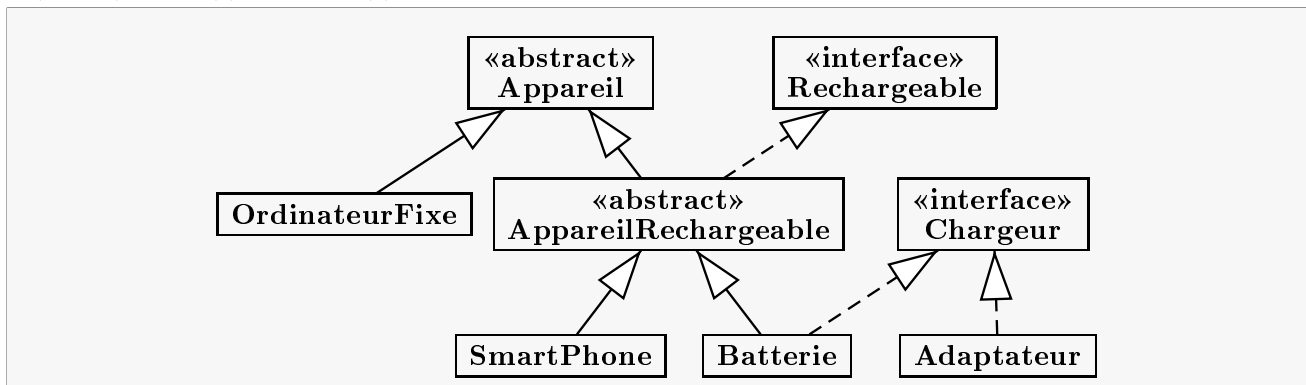 «abstract»
Appareil
«interface»
Rechargeable
OrdinateurFixe
«abstract»
AppareilRechargeable
«interface»
Chargeur
SmartPhone
Batterie
Adaptateur